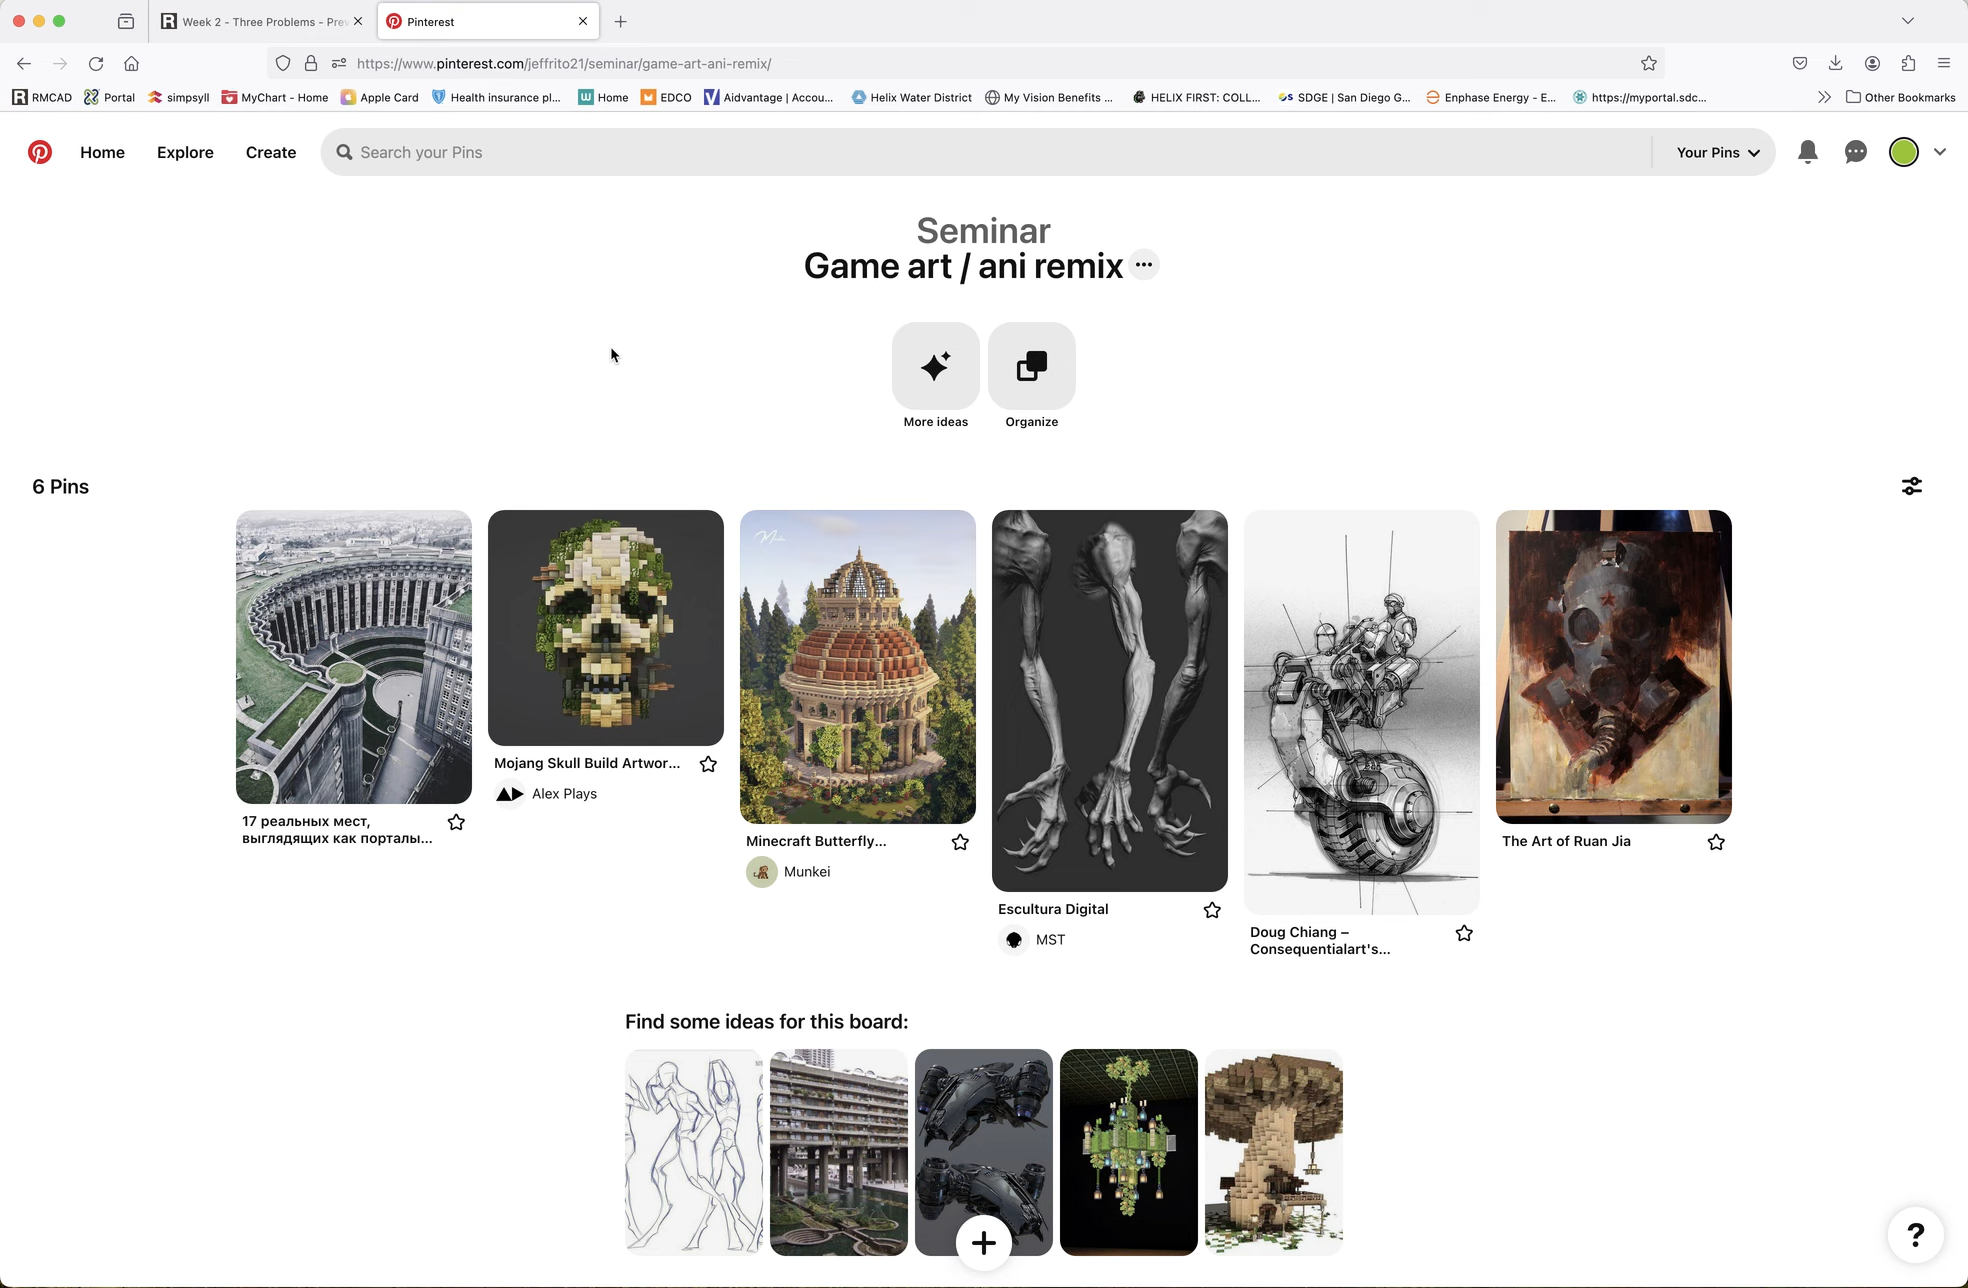 Week 2 - Three Problems - Prev
Pinterest
https://www.pinterest.com/jeffrito21/seminar/game-art-ani-remix/
RMCAD
Portal
simpsyll
MyChart - Home
Apple Card
Health insurance pl...
Home
EDCO
Aidvantage | Accou...
Helix Water District
My Vision Benefits ...
HELIX FIRST: COLL...
SDGE | San Diego G...
Enphase Energy - E...
https://myportal.sdc...
Other Bookmarks
Home
Explore
Create
Search your Pins
Your Pins
Seminar
Game art / ani remix
More ideas
Organize
6 Pins
17 реальных мест,
выглядящих как порталы...
Mojang Skull Build Artwor...
Alex Plays
Minecraft Butterfly...
Munkei
Escultura Digital
MST
Doug Chiang –
Consequentialart's...
The Art of Ruan Jia
Find some ideas for this board:
?